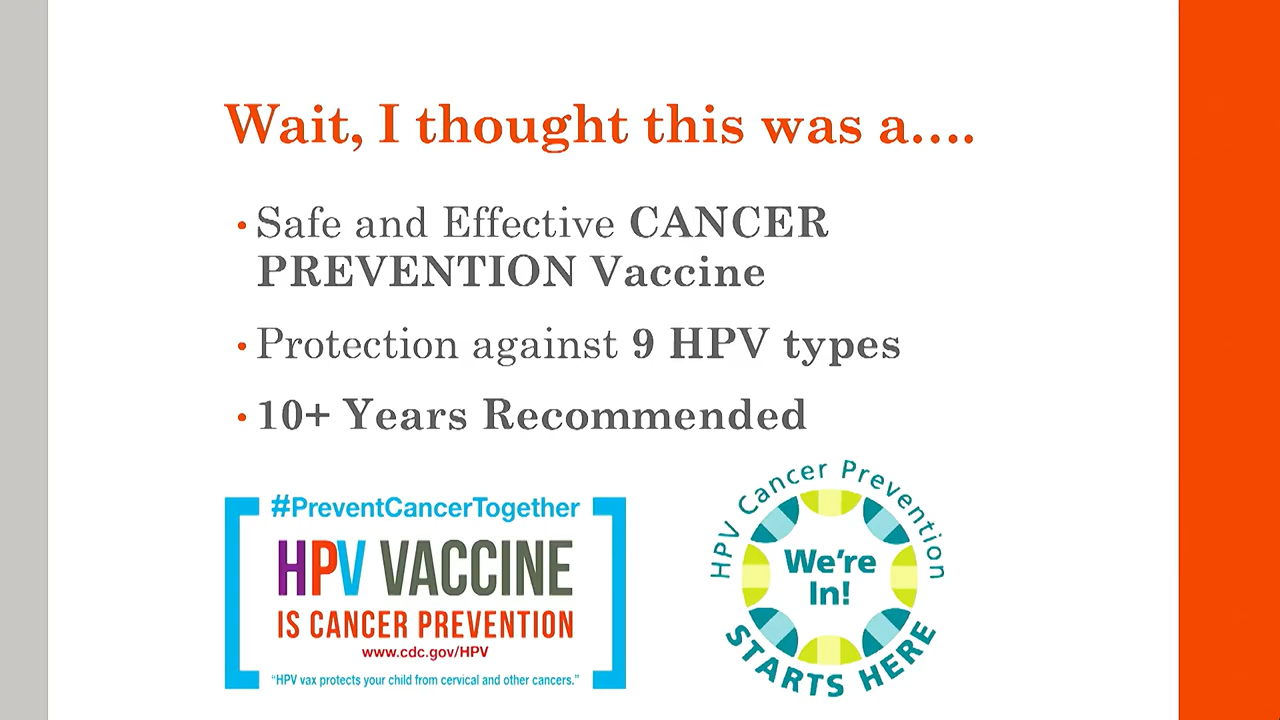 Wait, I thought this was a....
• Safe and Effective CANCER
PREVENTION Vaccine
• Protection against 9 HPV types
• 10+ Years Recommended
#PreventCancerTogether
HPV VACCINE
IS CANCER PREVENTION
www.cdc.gov/HPV
“HPV vax protects your child from cervical and other cancers.”
HPV Cancer Prevention
We're
In!
STARTS HERE